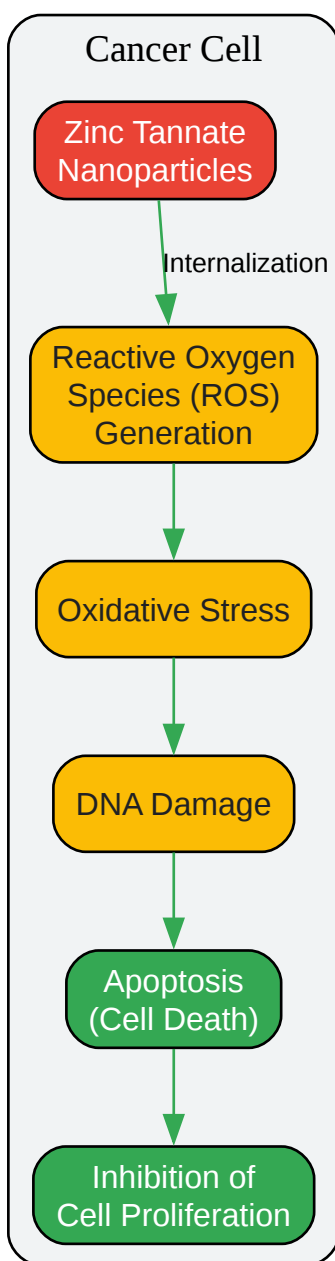 Cancer Cell
Zinc Tannate
Nanoparticles
Internalization
Reactive Oxygen
Species (ROS)
Generation
Oxidative Stress
DNA Damage
Apoptosis
(Cell Death)
Inhibition of
Cell Proliferation